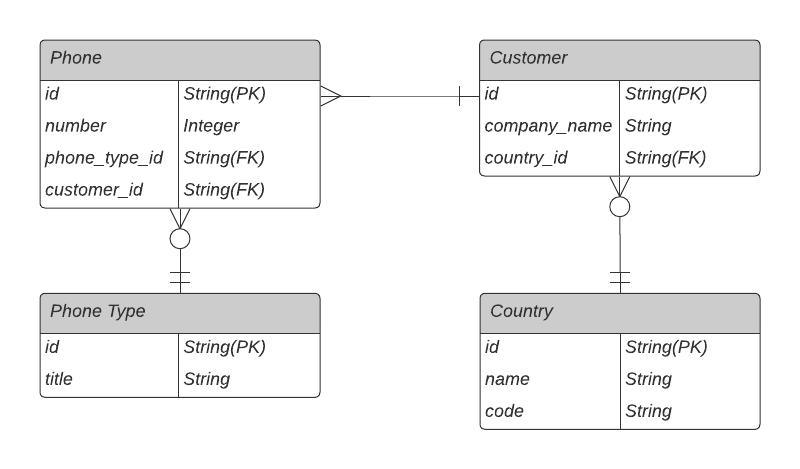 Phone
id String(PK)
number Integer
phone_type_id String(FK)
customer_id String(FK)
Customer
id String(PK)
company_name String
country_id String(FK)
Phone Type
id String(PK)
title String
Country
id String(PK)
name String
code String